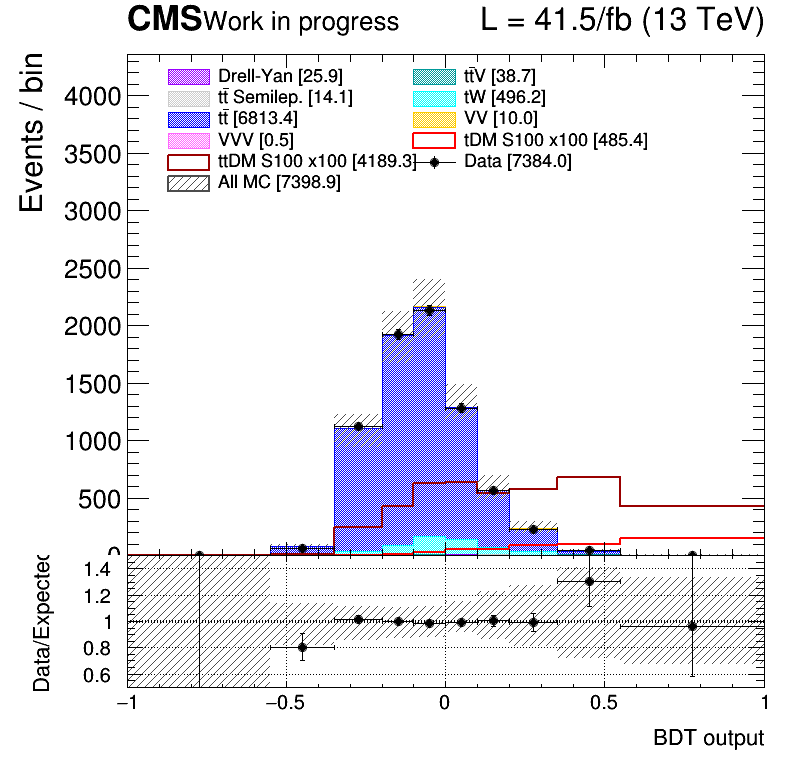 CMS Work in progress L = 41.5/fb (13 TeV)
Events / bin
Drell-Yan [25.9] tt̄V [38.7]
tt̄ Semilep. [14.1] tW [496.2]
tt̄ [6813.4] VV [10.0]
VVV [0.5] tDM S100 x100 [485.4]
ttDM S100 x100 [4189.3] Data [7384.0]
All MC [7398.9]
4000
3500
3000
2500
2000
1500
1000
500
0
Data/Expected
1.4
1.2
1
0.8
0.6
−1 −0.5 0 0.5 1
BDT output